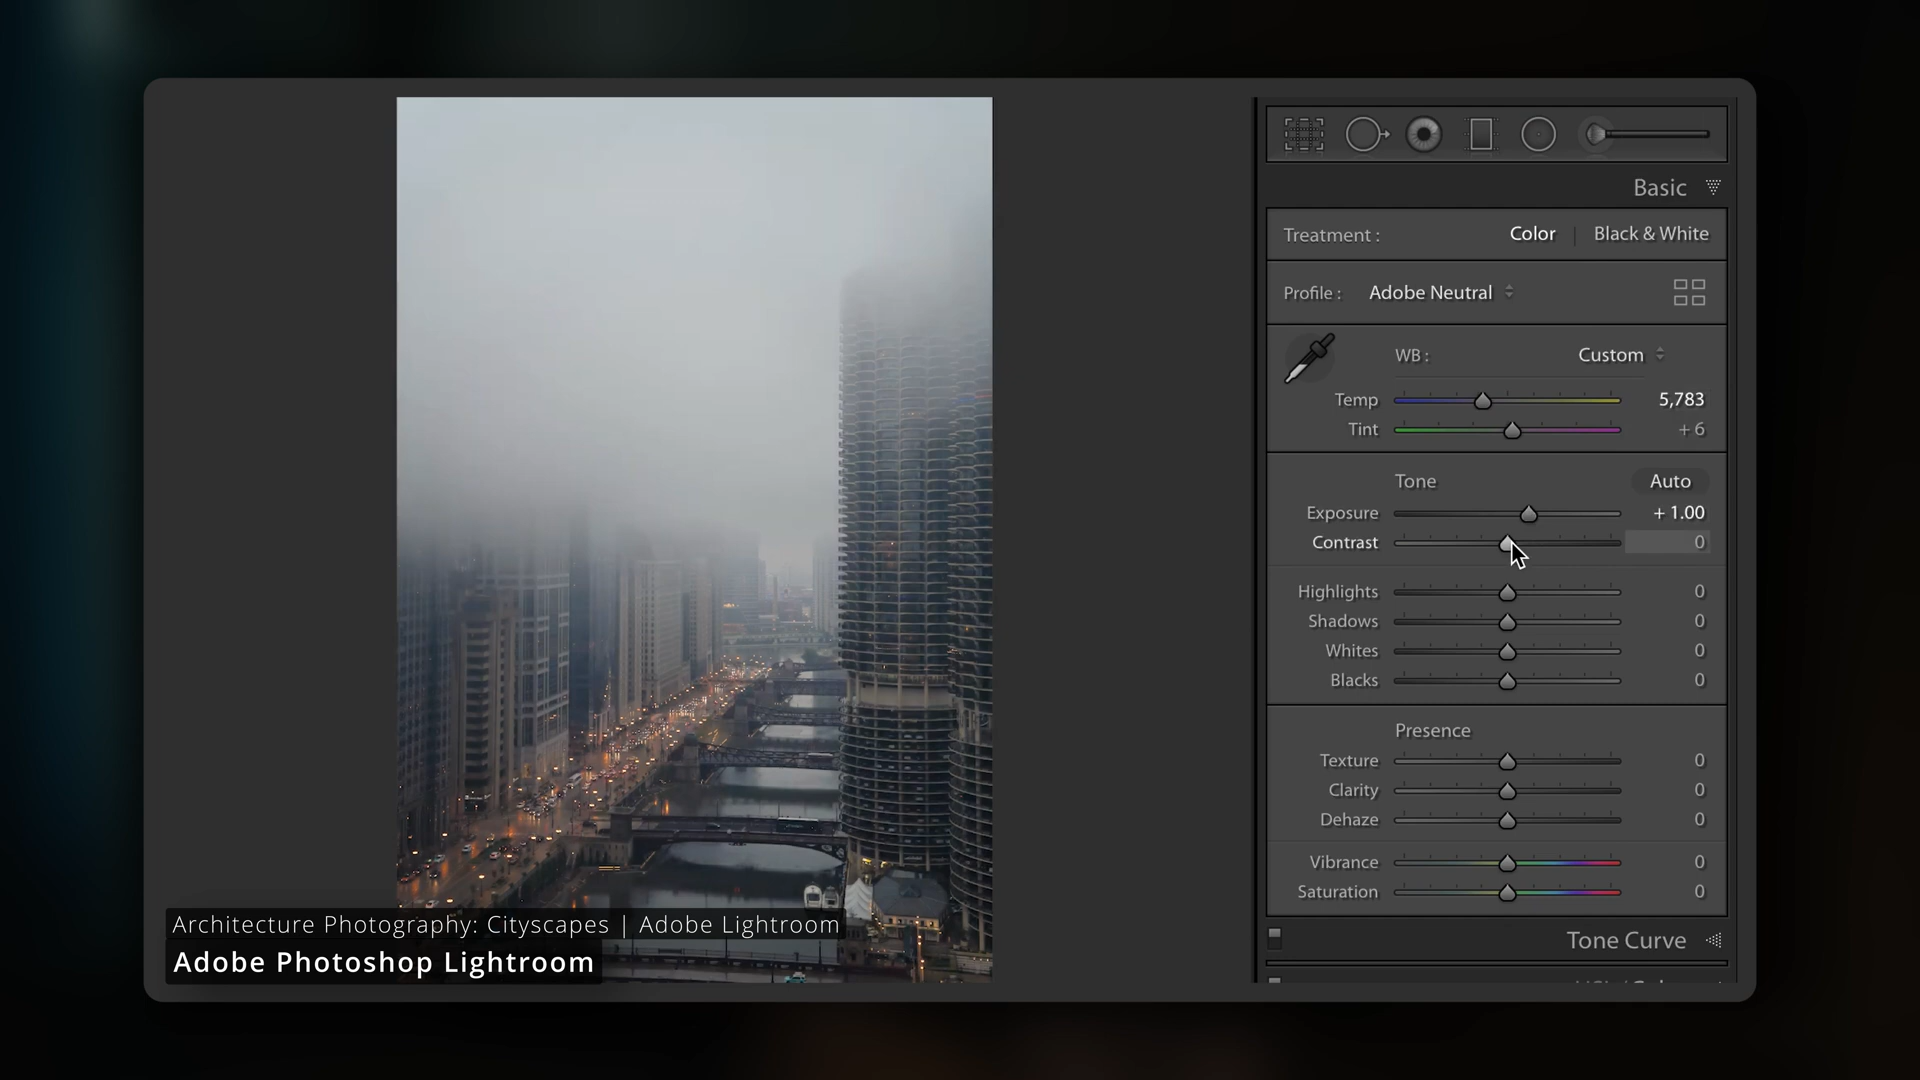 Basic
Treatment : Color | Black & White
Profile : Adobe Neutral
WB : Custom
Temp 5,783
Tint + 6
Tone Auto
Exposure + 1.00
Contrast 0
Highlights 0
Shadows 0
Whites 0
Blacks 0
Presence
Texture 0
Clarity 0
Dehaze 0
Vibrance 0
Saturation 0
Tone Curve
Architecture Photography: Cityscapes | Adobe Lightroom
Adobe Photoshop Lightroom